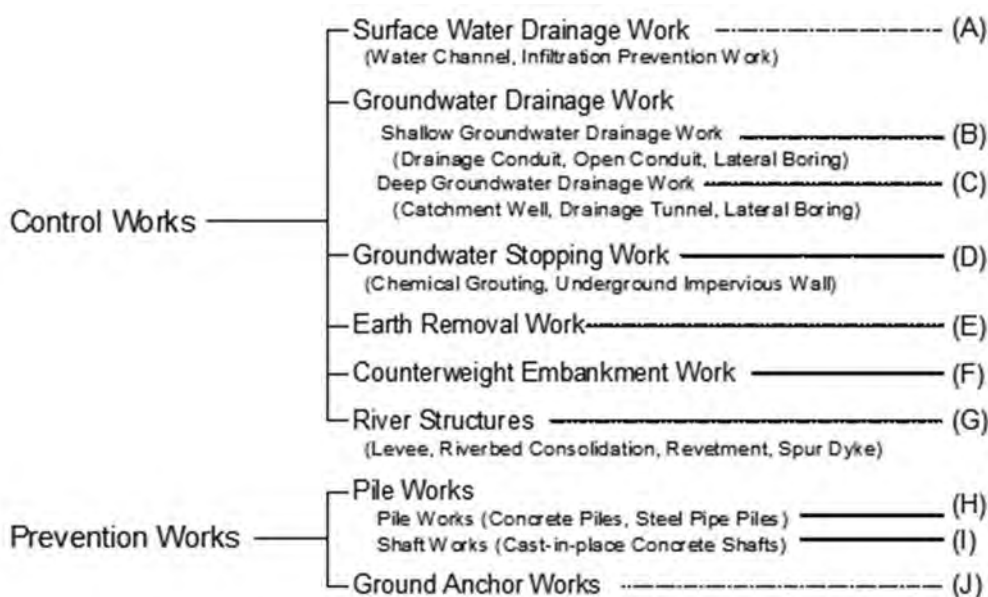 Surface Water Drainage Work (A)
(Water Channel, Infiltration Prevention Work)
Groundwater Drainage Work
Shallow Groundwater Drainage Work (B)
(Drainage Conduit, Open Conduit, Lateral Boring)
Deep Groundwater Drainage Work (C)
(Catchment Well, Drainage Tunnel, Lateral Boring)
Control Works
Groundwater Stopping Work (D)
(Chemical Grouting, Underground Impervious Wall)
Earth Removal Work (E)
Counterweight Embankment Work (F)
River Structures (G)
(Levee, Riverbed Consolidation, Revetment, Spur Dyke)
Pile Works
Pile Works (Concrete Piles, Steel Pipe Piles) (H)
Prevention Works
Shaft Works (Cast-in-place Concrete Shafts) (I)
Ground Anchor Works (J)